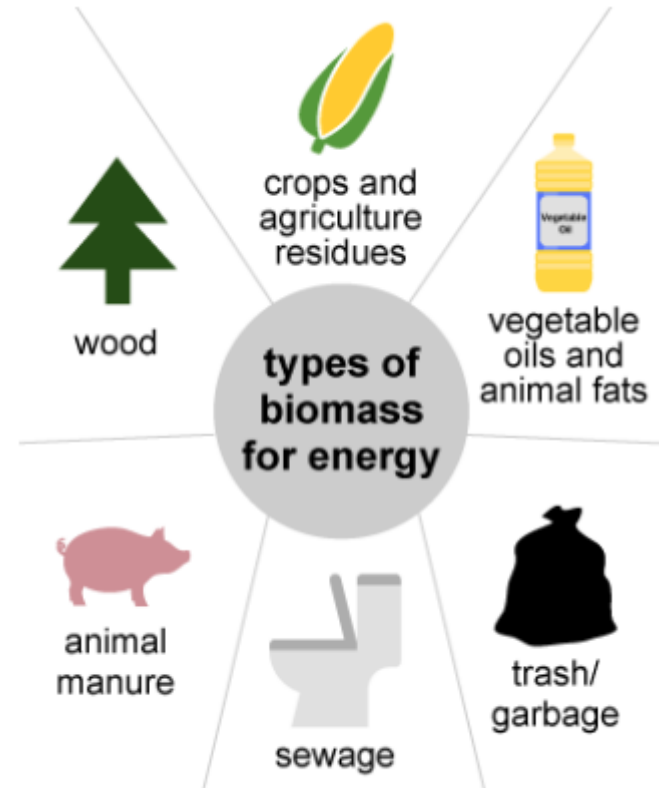 crops and
agriculture
residues
Vegetable
Oil
vegetable
oils and
animal fats
wood
types of
biomass
for energy
animal
manure
sewage
trash/
garbage